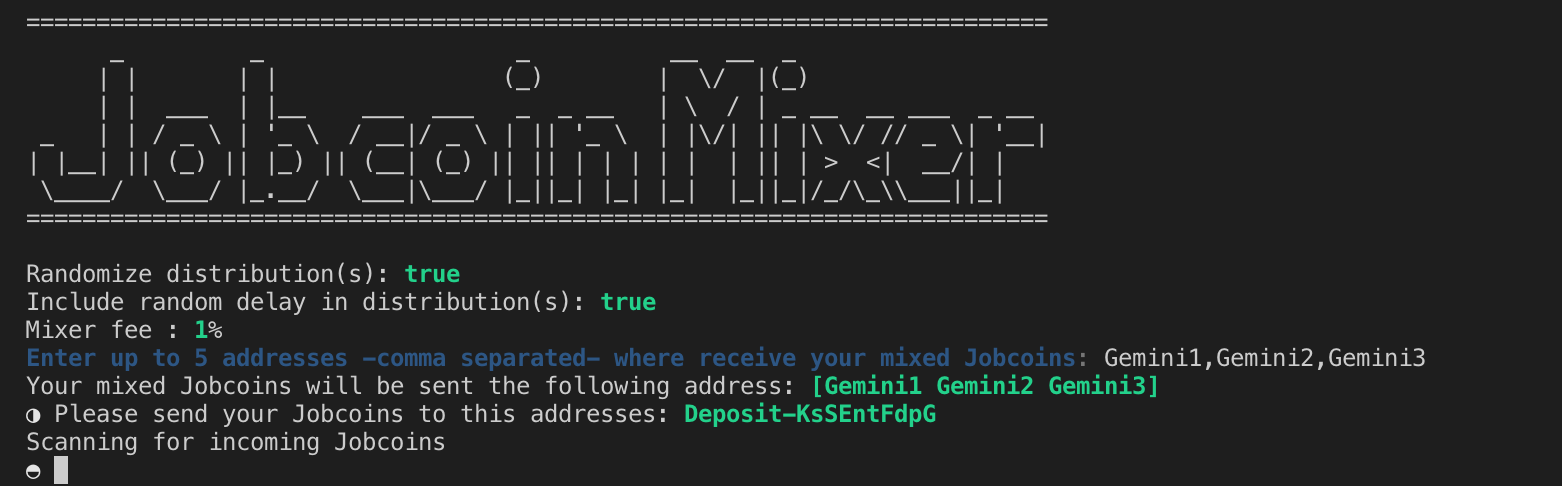 JobcoinMixer
Randomize distribution(s): true
Include random delay in distribution(s): true
Mixer fee : 1%
Enter up to 5 addresses -comma separated- where receive your mixed Jobcoins: Gemini1,Gemini2,Gemini3
Your mixed Jobcoins will be sent the following address: [Gemini1 Gemini2 Gemini3]
◑ Please send your Jobcoins to this addresses: Deposit-KsSEntFdpG
Scanning for incoming Jobcoins
◓